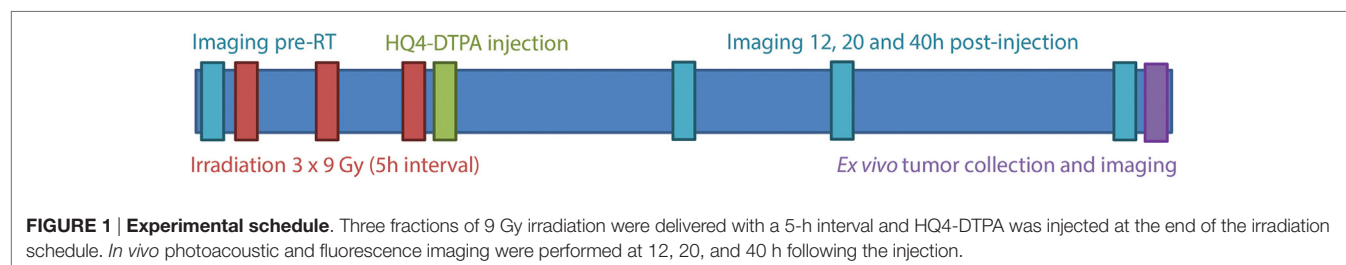 Imaging pre-RT
HQ4-DTPA injection
Imaging 12, 20 and 40h post-injection
Irradiation 3 x 9 Gy (5h interval)
Ex vivo tumor collection and imaging
FIGURE 1 | Experimental schedule. Three fractions of 9 Gy irradiation were delivered with a 5-h interval and HQ4-DTPA was injected at the end of the irradiation
schedule. In vivo photoacoustic and fluorescence imaging were performed at 12, 20, and 40 h following the injection.